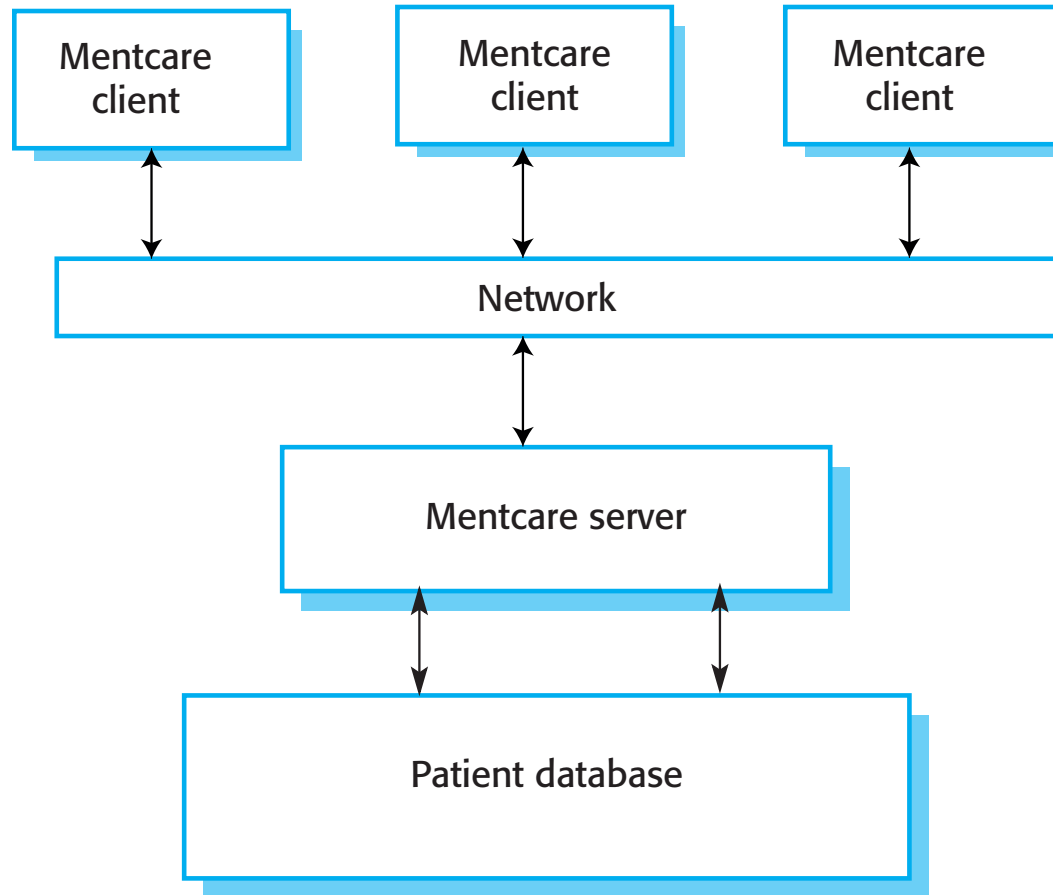 Mentcare
client
Mentcare
client
Mentcare
client
Network
Mentcare server
Patient database